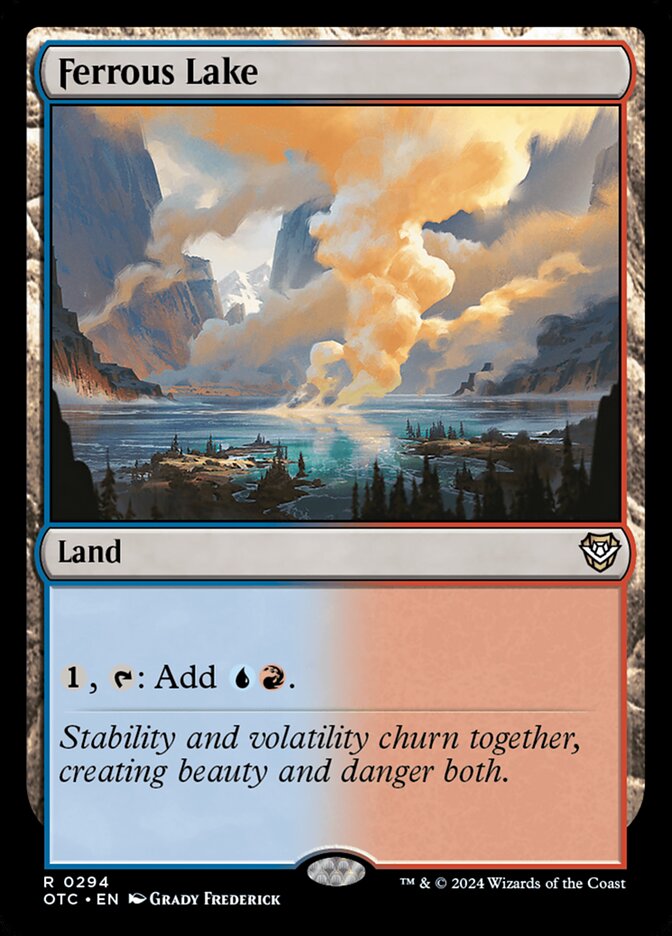 Ferrous Lake
Land
1, : Add .
Stability and volatility churn together,
creating beauty and danger both.
R 0294
OTC • EN GRADY FREDERICK
™ & © 2024 Wizards of the Coast